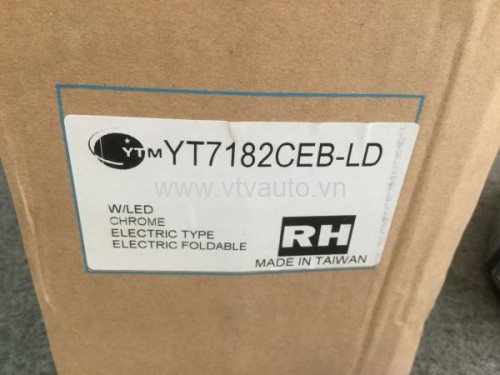 YTM YT7182CEB-LD
www.vtvauto.vn
W/LED
CHROME
ELECTRIC TYPE
ELECTRIC FOLDABLE
RH
MADE IN TAIWAN